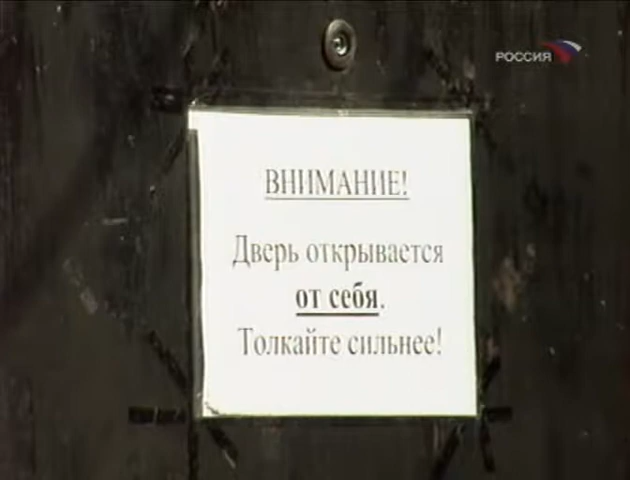 РОССИЯ
ВНИМАНИЕ!
Дверь открывается
от себя.
Толкайте сильнее!